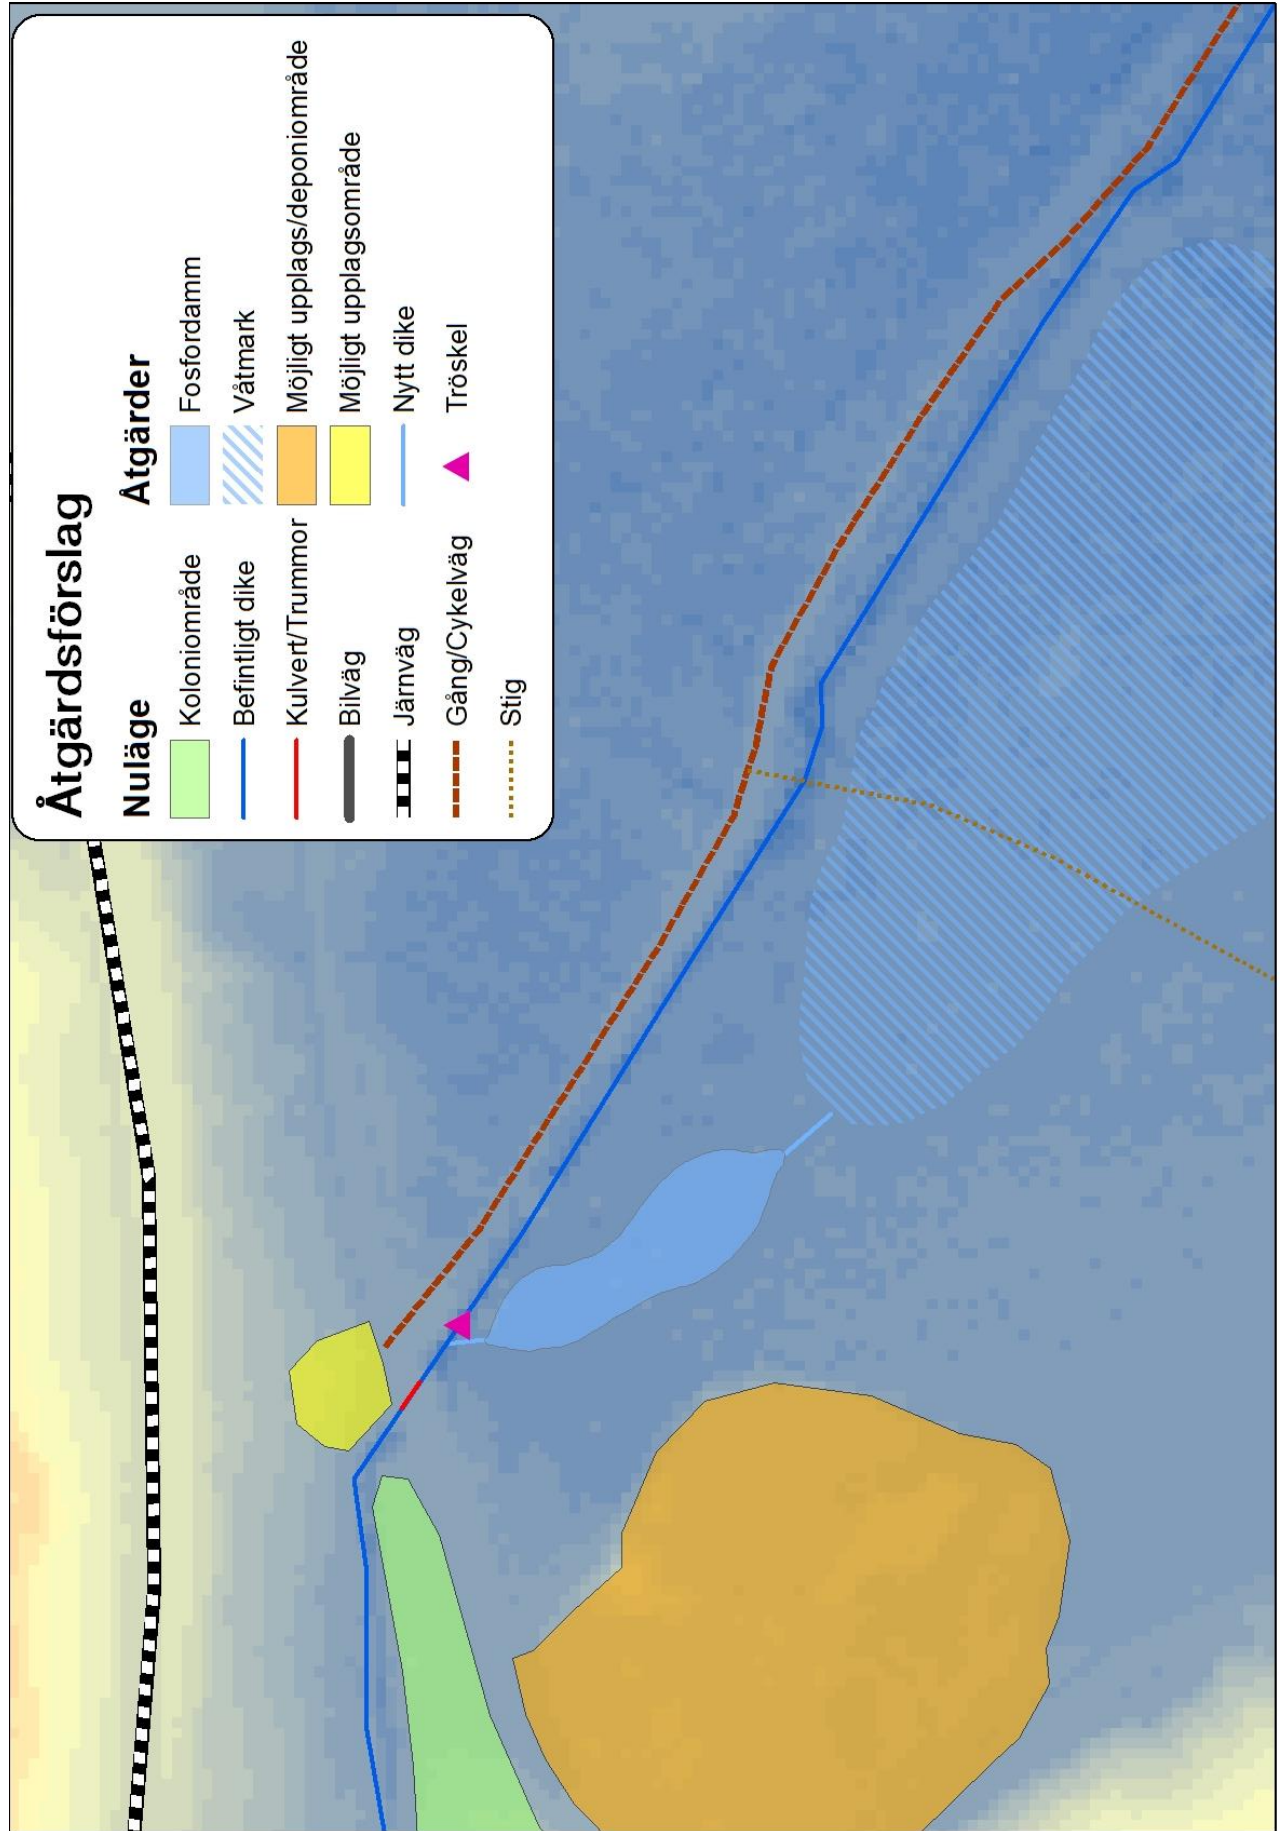 Åtgärdsförslag
Nuläge
Koloniområde
Befintligt dike
Kulvert/Trummor
Bilväg
Järnväg
Gång/Cykelväg
Stig
Åtgärder
Fosfordamm
Våtmark
Möjligt upplags/deponiområde
Möjligt upplagsområde
Nytt dike
Tröskel